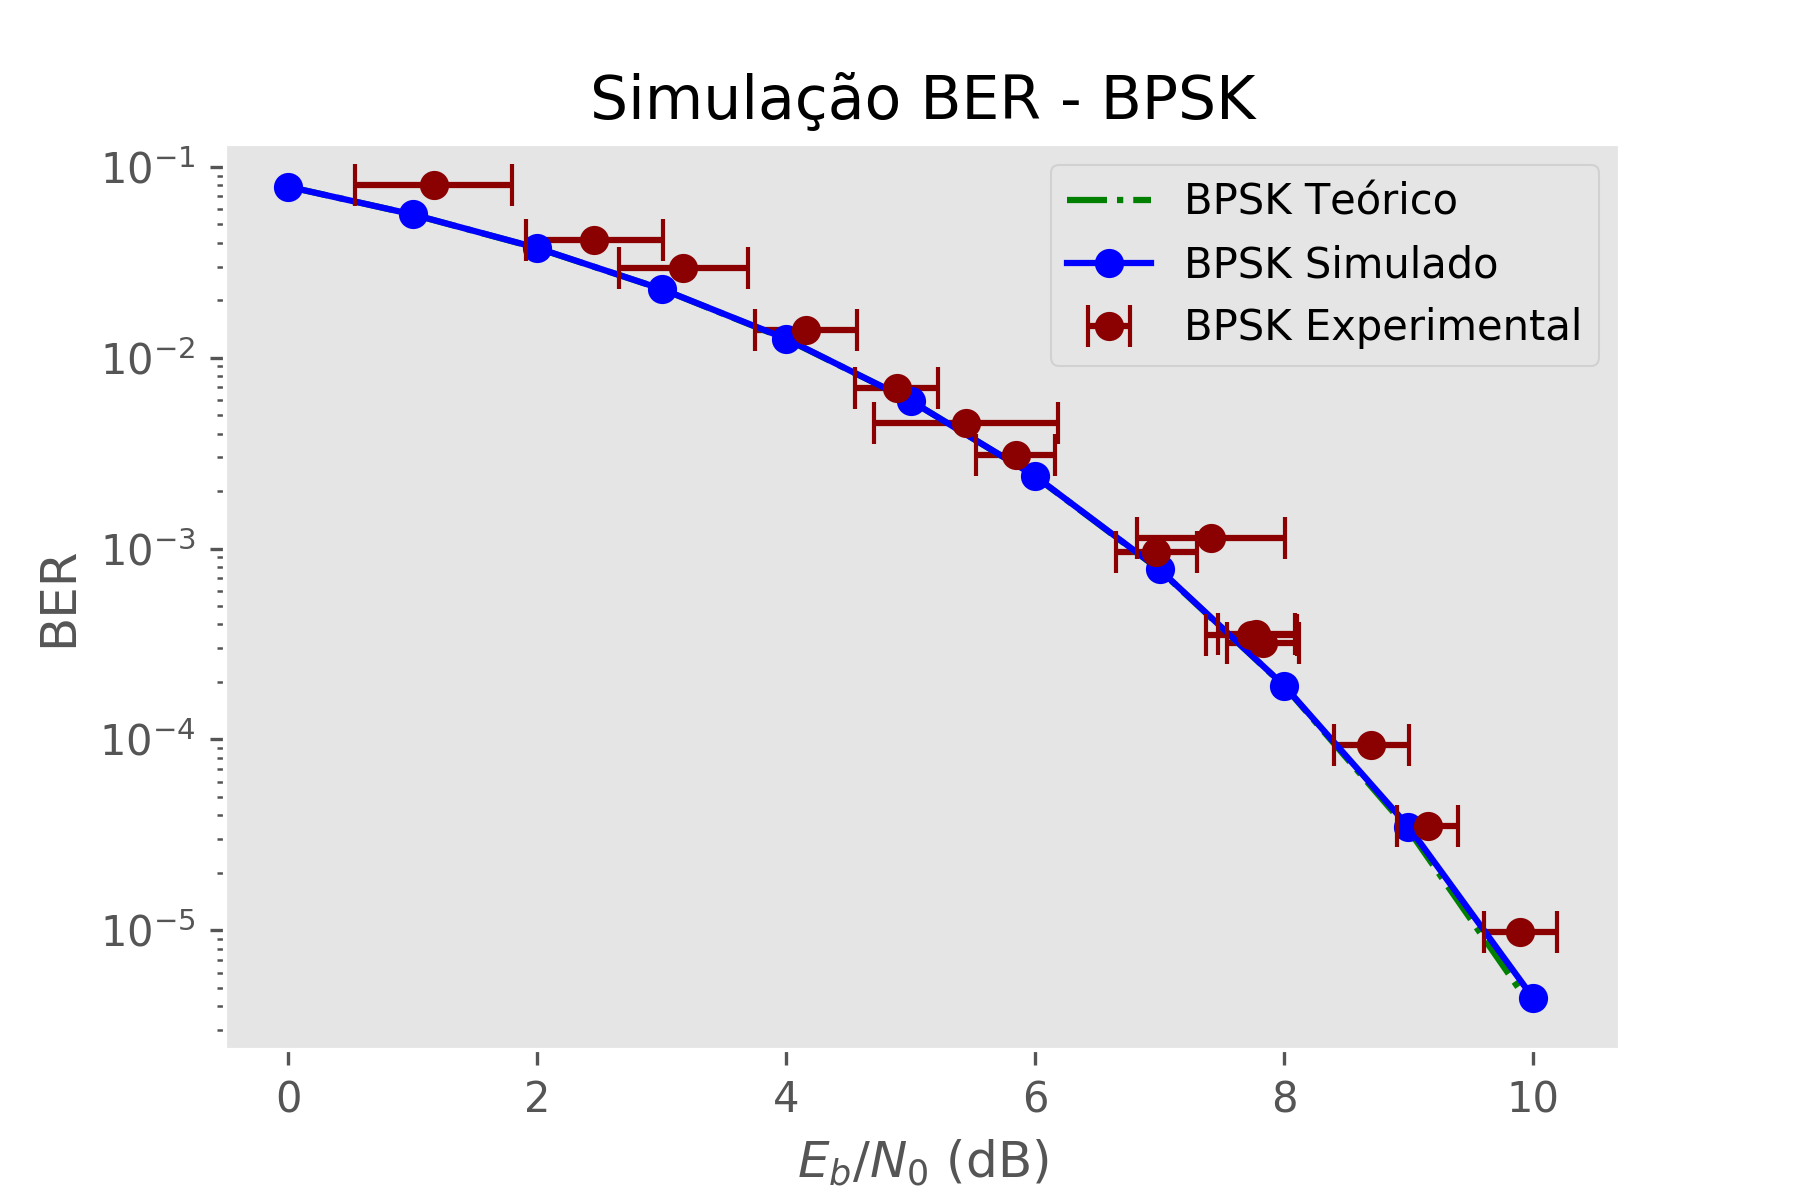 Simulação BER - BPSK
BPSK Teórico
BPSK Simulado
BPSK Experimental
BER
10⁻¹
10⁻²
10⁻³
10⁻⁴
10⁻⁵
0 2 4 6 8 10
E_b/N_0 (dB)